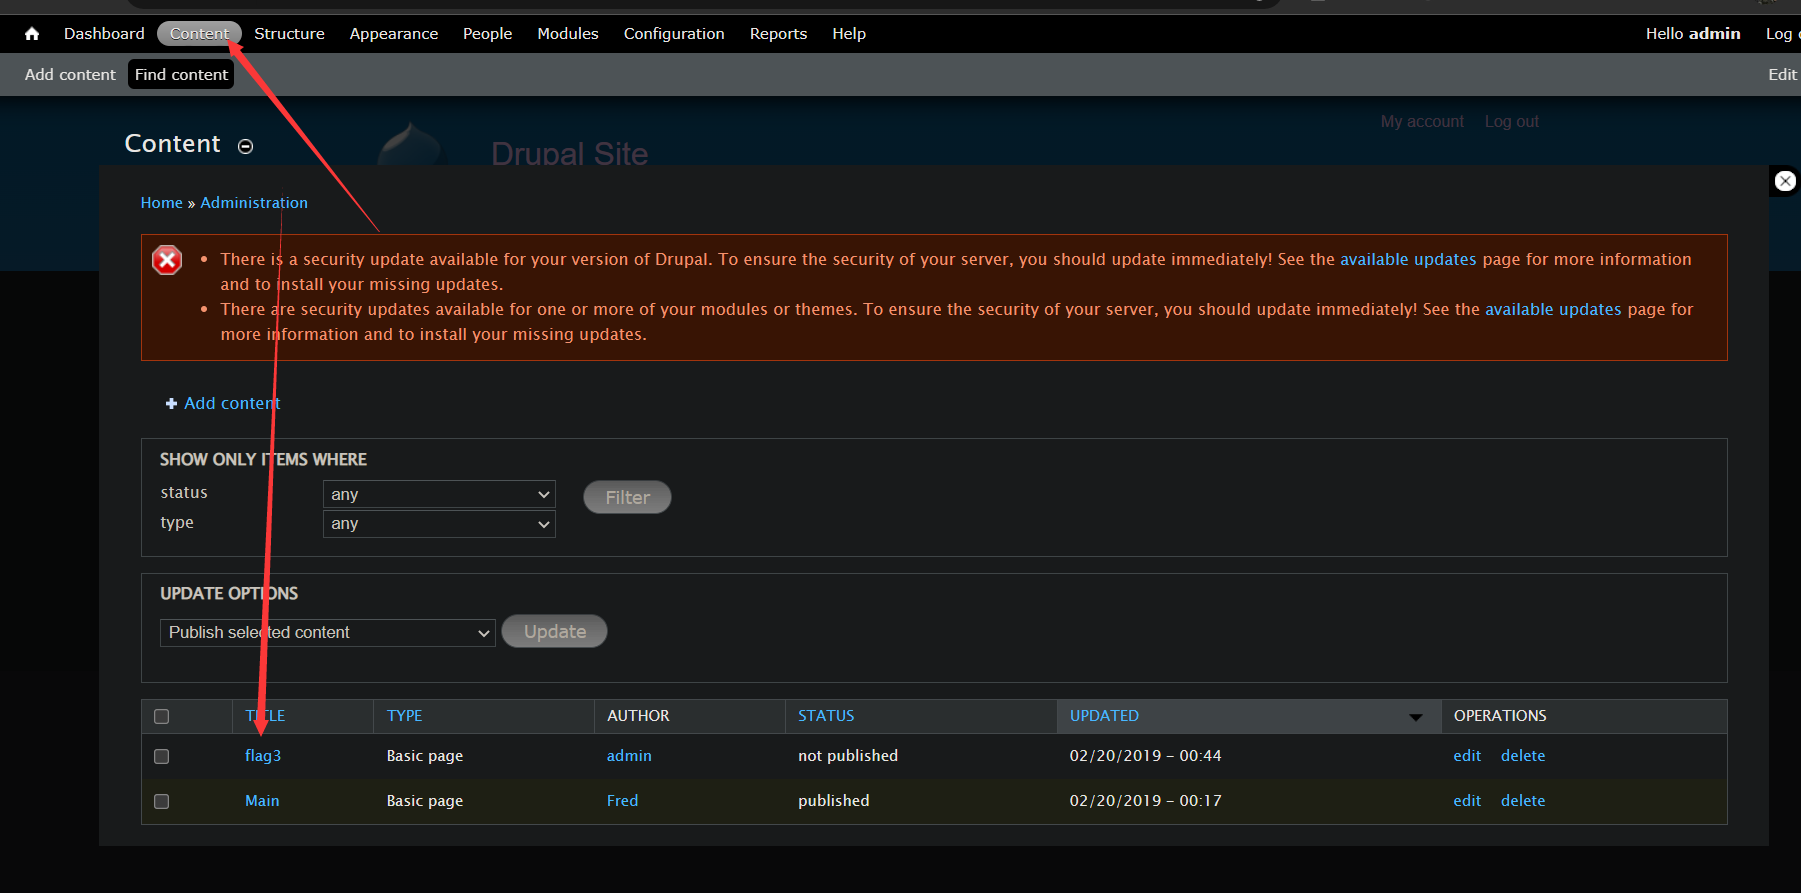 Dashboard Content Structure Appearance People Modules Configuration Reports Help Hello admin Log
Add content Find content Edit
My account Log out
Content Drupal Site
Home » Administration
• There is a security update available for your version of Drupal. To ensure the security of your server, you should update immediately! See the available updates page for more information
and to install your missing updates.
• There are security updates available for one or more of your modules or themes. To ensure the security of your server, you should update immediately! See the available updates page for
more information and to install your missing updates.
Add content
SHOW ONLY ITEMS WHERE
status any Filter
type any
UPDATE OPTIONS
Publish selected content Update
TITLE TYPE AUTHOR STATUS UPDATED OPERATIONS
flag3 Basic page admin not published 02/20/2019 - 00:44 edit delete
Main Basic page Fred published 02/20/2019 - 00:17 edit delete